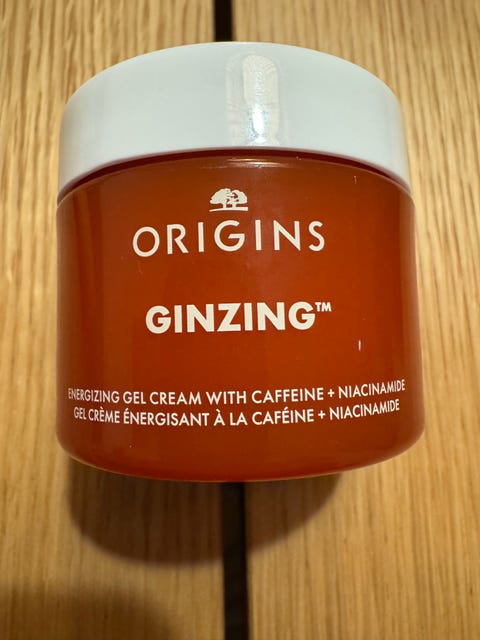 ORIGINS
GINZING™
ENERGIZING GEL CREAM WITH CAFFEINE + NIACINAMIDE
GEL CRÈME ÉNERGISANT À LA CAFÉINE + NIACINAMIDE